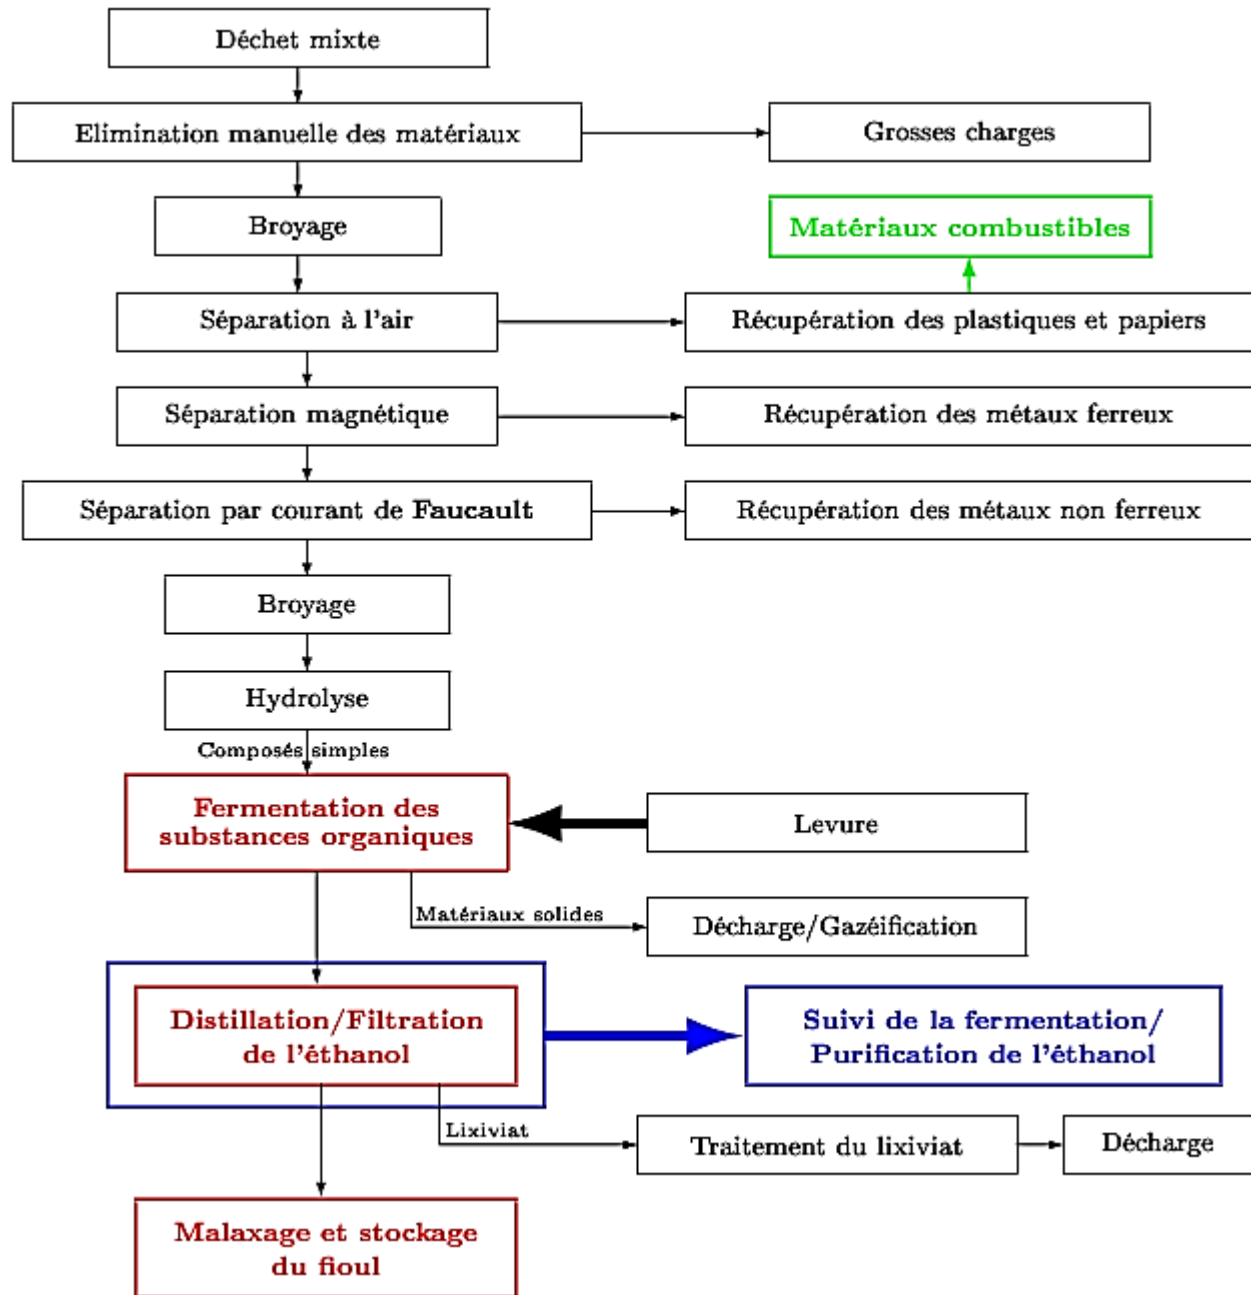 Déchet mixte
Elimination manuelle des matériaux
Grosses charges
Broyage
Matériaux combustibles
Séparation à l'air
Récupération des plastiques et papiers
Séparation magnétique
Récupération des métaux ferreux
Séparation par courant de Faucault
Récupération des métaux non ferreux
Broyage
Hydrolyse
Composés simples
Fermentation des
substances organiques
Levure
Matériaux solides
Décharge/Gazéification
Distillation/Filtration
de l'éthanol
Suivi de la fermentation/
Purification de l'éthanol
Lixiviat
Traitement du lixiviat
Décharge
Malaxage et stockage
du fioul